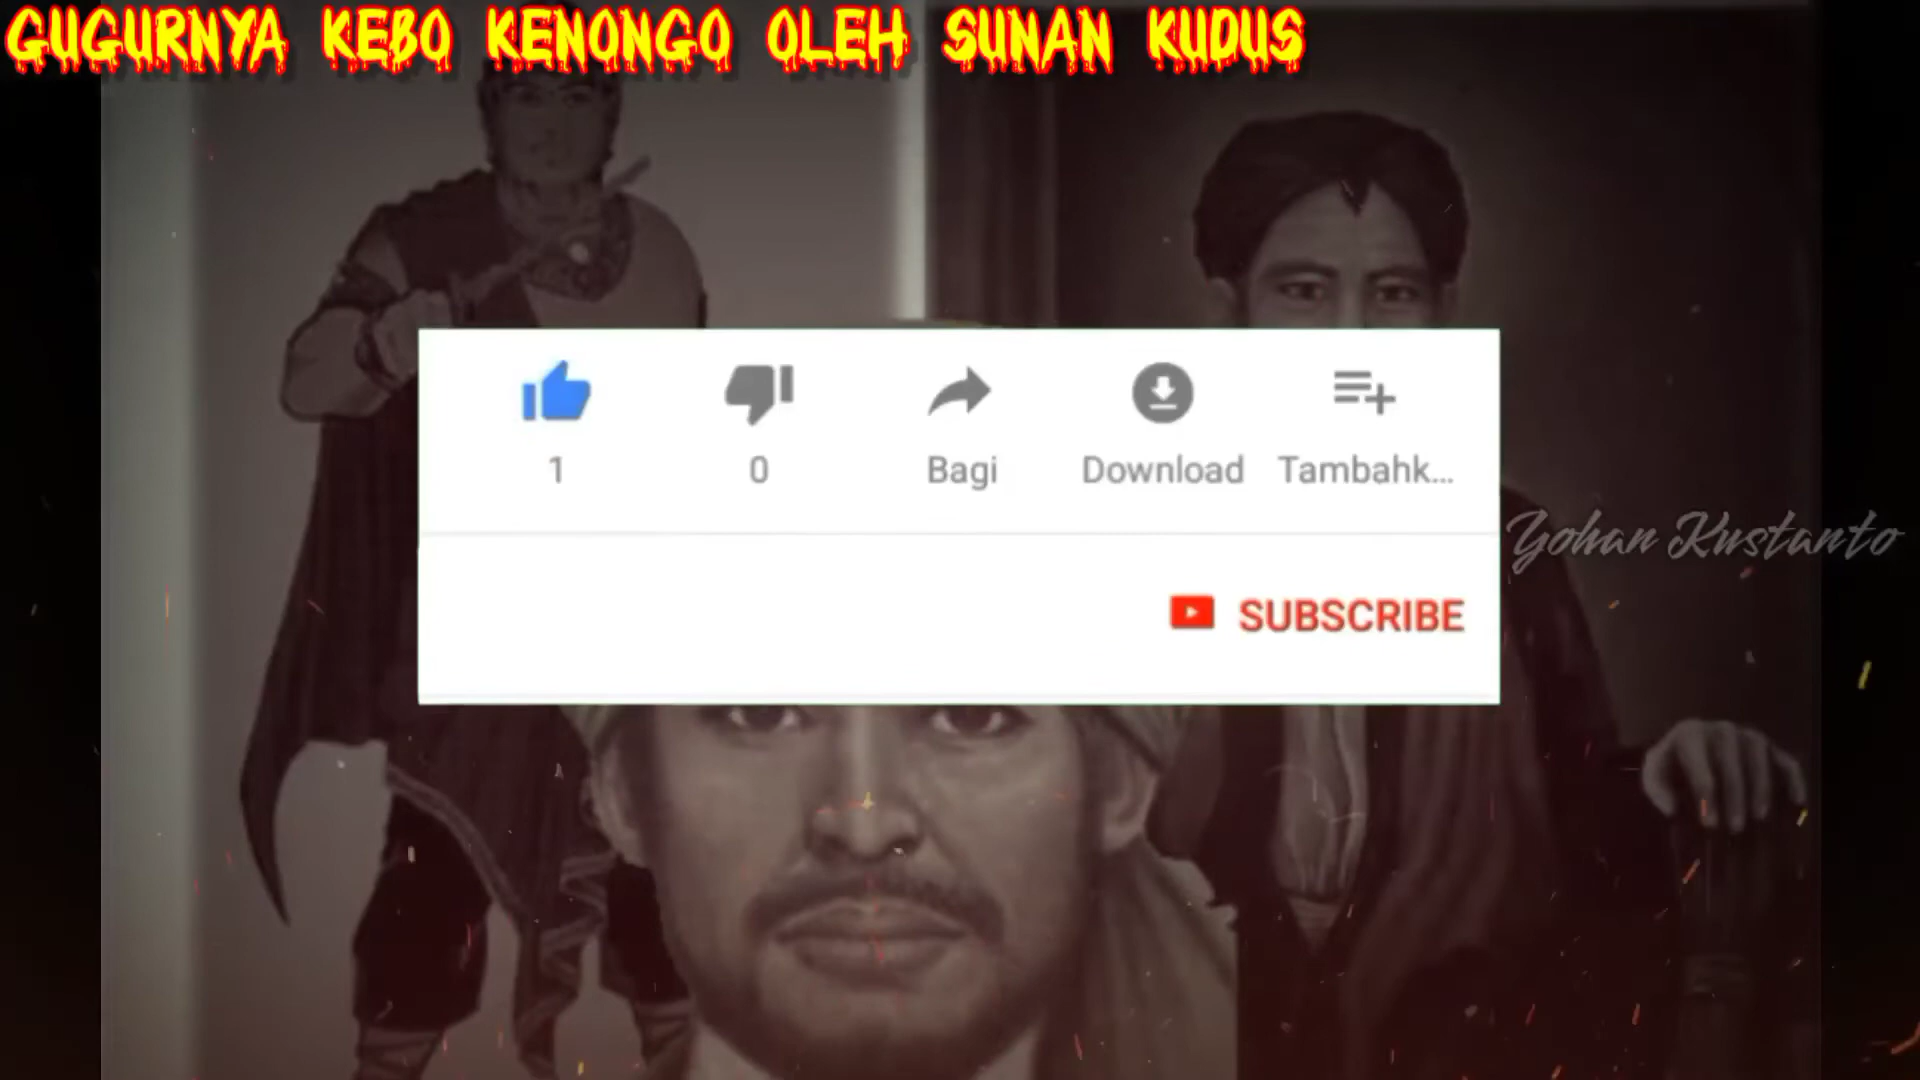 GUGURNYA KEBO KENONGO OLEH SUNAN KUDUS
1 0 Bagi Download Tambahk...
Yohan Kustanto
SUBSCRIBE